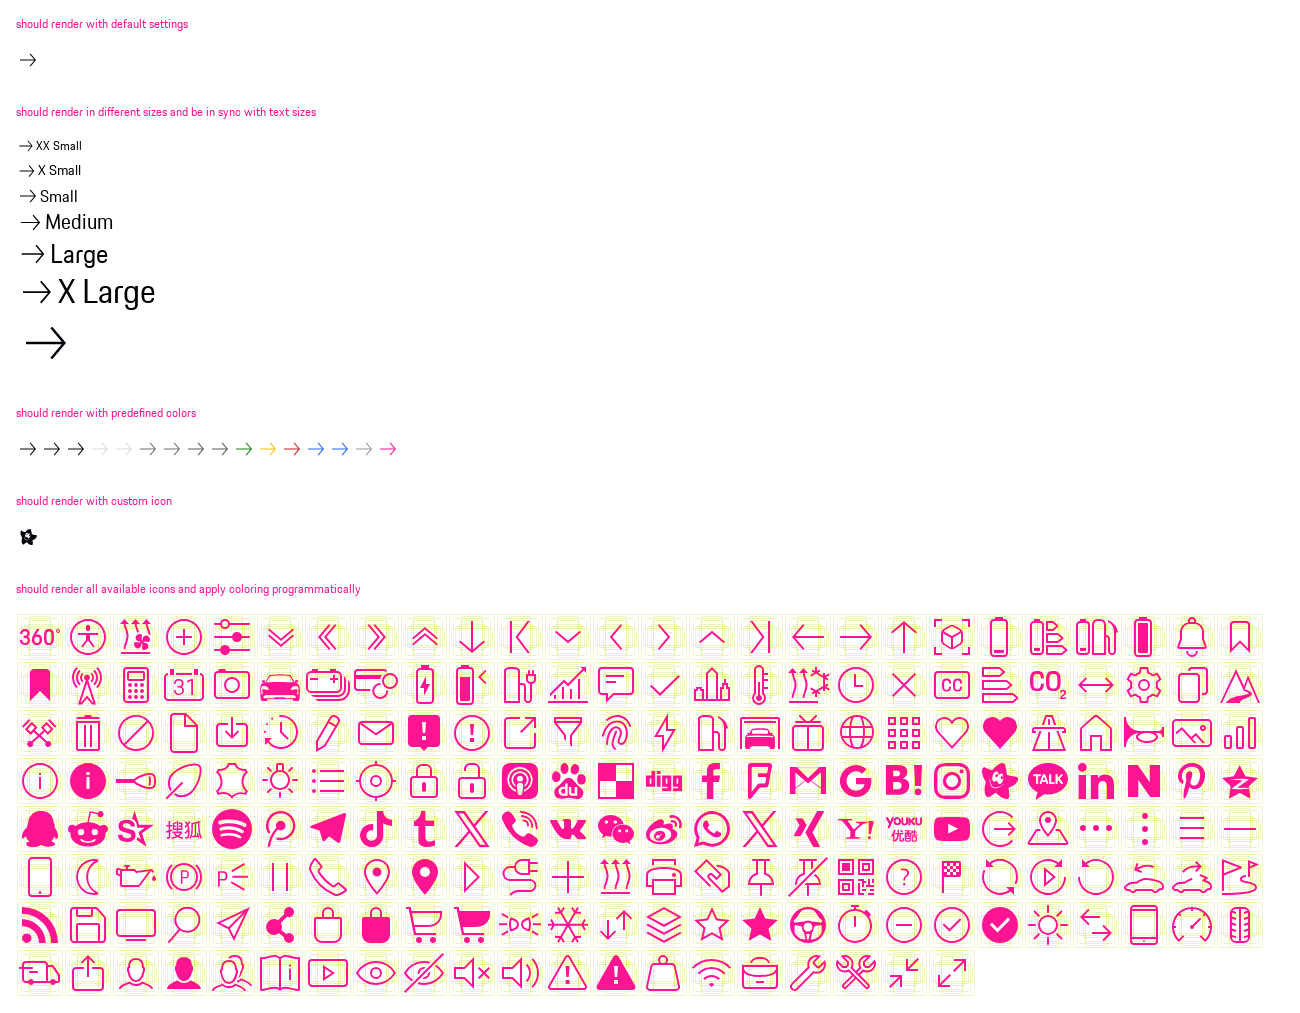 should render with default settings
should render in different sizes and be in sync with text sizes
XX Small
X Small
Small
Medium
Large
X Large
should render with predefined colors
should render with custom icon
should render all available icons and apply coloring programmatically
360°
31
CC
CO2
i
i
du
digg
f
G
B!
TALK
in
N
S
搜狐
t
X
X
Y!
YOUKU
优酷
P
P
?
i